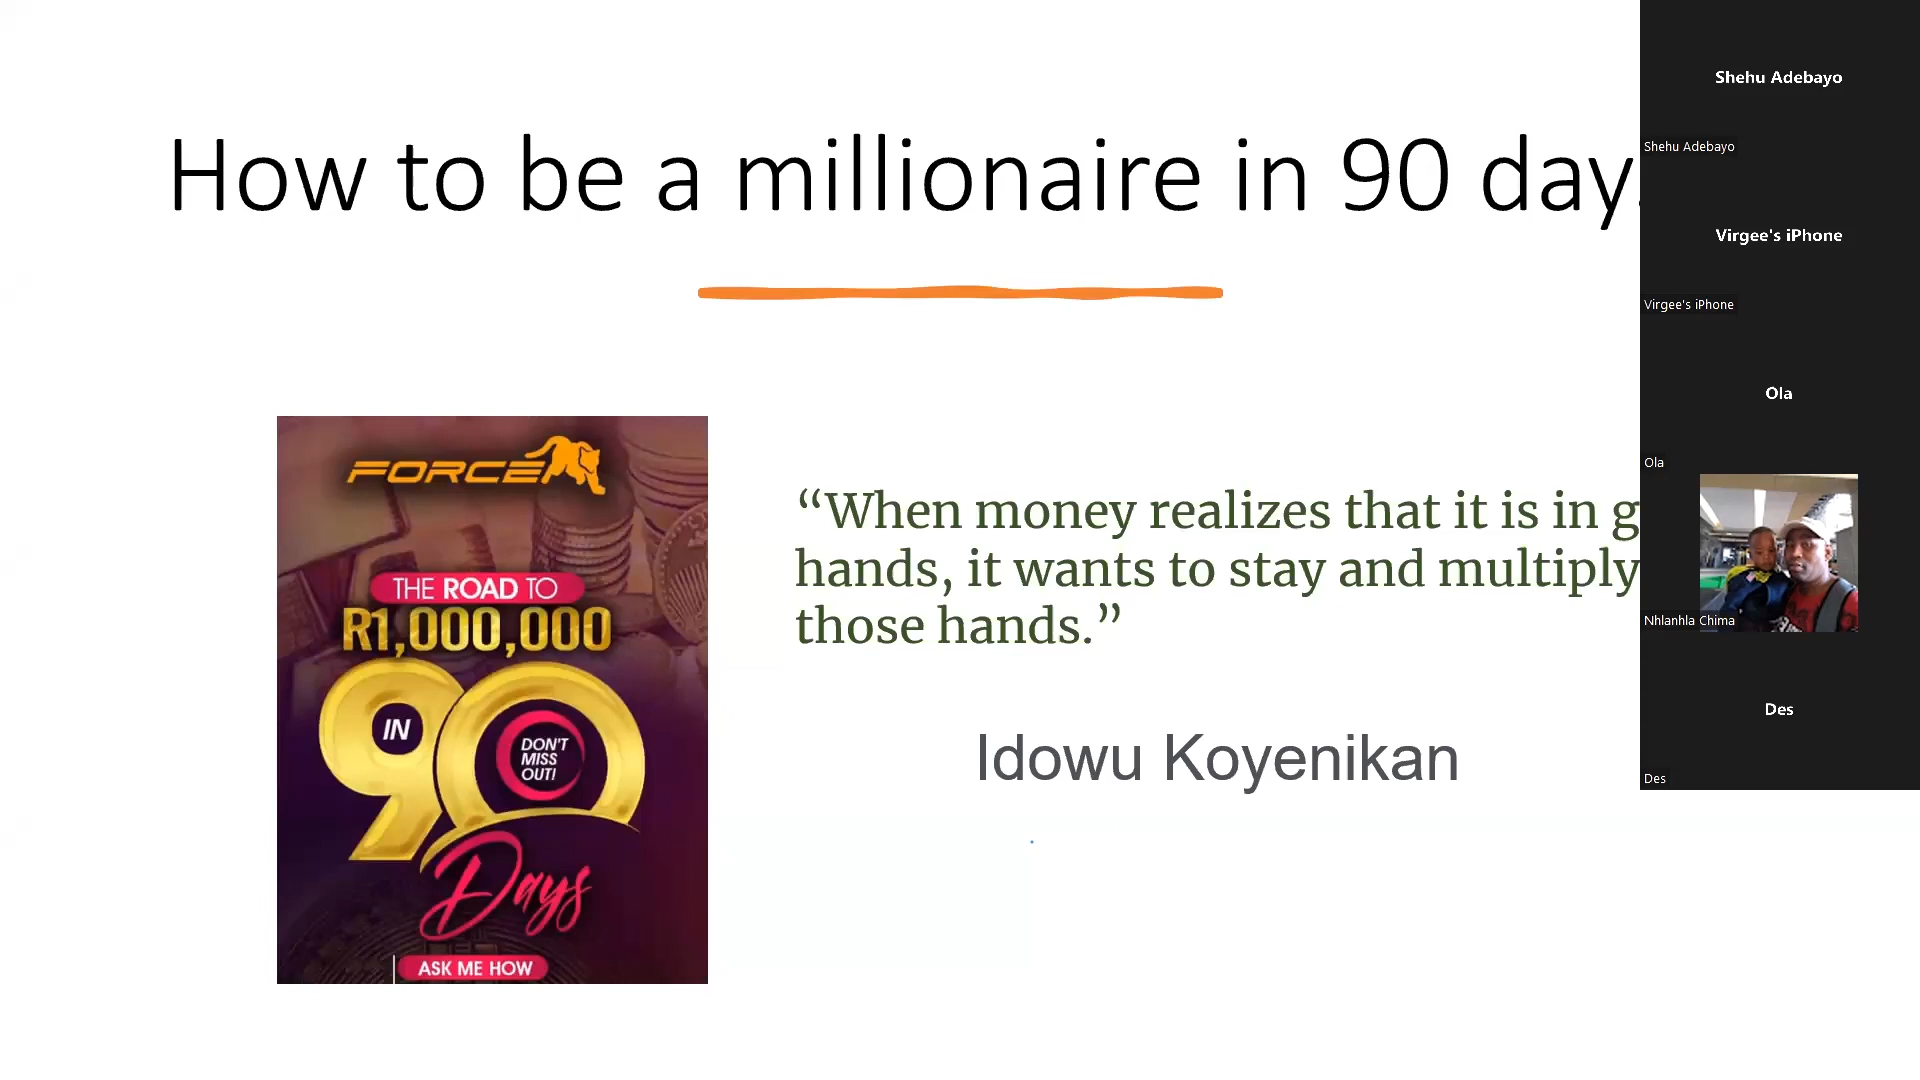 How to be a millionaire in 90 day
FORCE
THE ROAD TO
R1,000,000
90
IN
DON'T
MISS
OUT!
Days
ASK ME HOW
“When money realizes that it is in
hands, it wants to stay and multiply
those hands.”
Idowu Koyenikan
Shehu Adebayo
Shehu Adebayo
Virgee's iPhone
Virgee's iPhone
Ola
Ola
Nhlanhla Chima
Des
Des